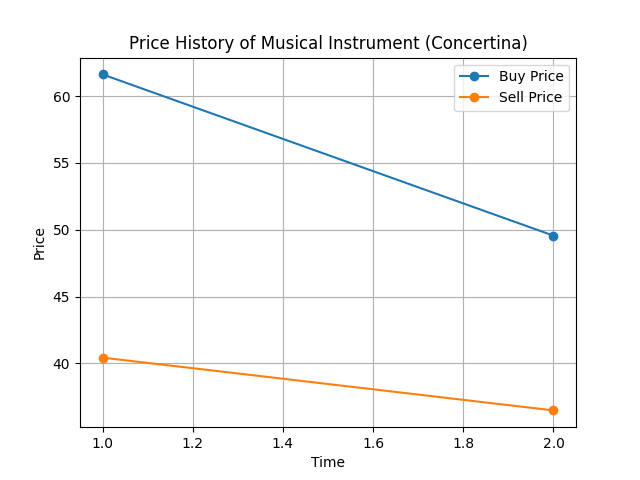 Price History of Musical Instrument (Concertina)
Buy Price
Sell Price
Price
60
55
50
45
40
1.0 1.2 1.4 1.6 1.8 2.0
Time